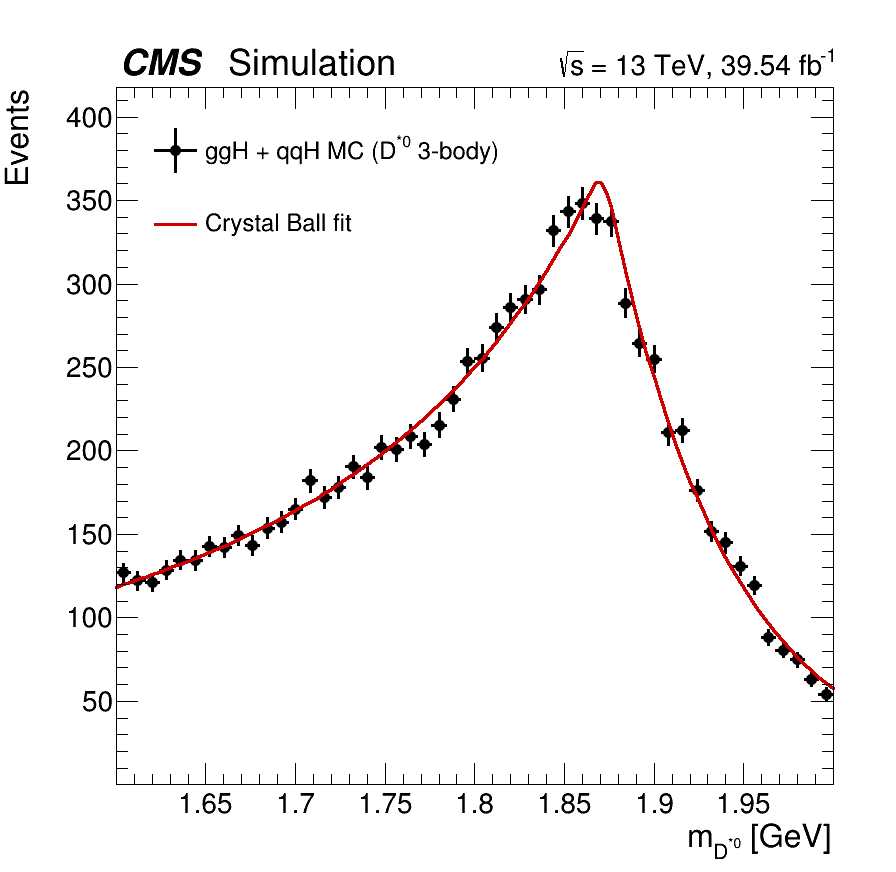 CMS Simulation √s = 13 TeV, 39.54 fb⁻¹
Events
ggH + qqH MC (D*⁰ 3-body)
Crystal Ball fit
400
350
300
250
200
150
100
50
1.65 1.7 1.75 1.8 1.85 1.9 1.95
m_D*⁰ [GeV]